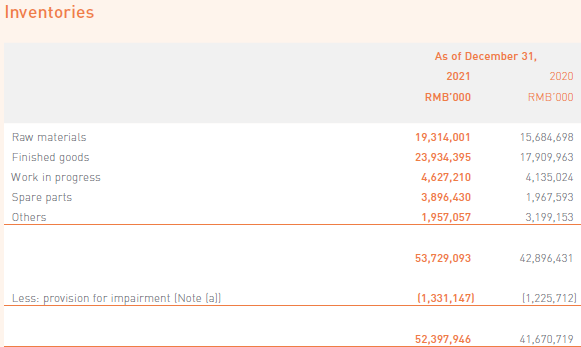 Inventories
As of December 31,
2021 2020
RMB'000 RMB'000
Raw materials 19,314,001 15,684,698
Finished goods 23,934,395 17,909,963
Work in progress 4,627,210 4,135,024
Spare parts 3,896,430 1,967,593
Others 1,957,057 3,199,153
53,729,093 42,896,431
Less: provision for impairment (Note (a)) (1,331,147) (1,225,712)
52,397,946 41,670,719